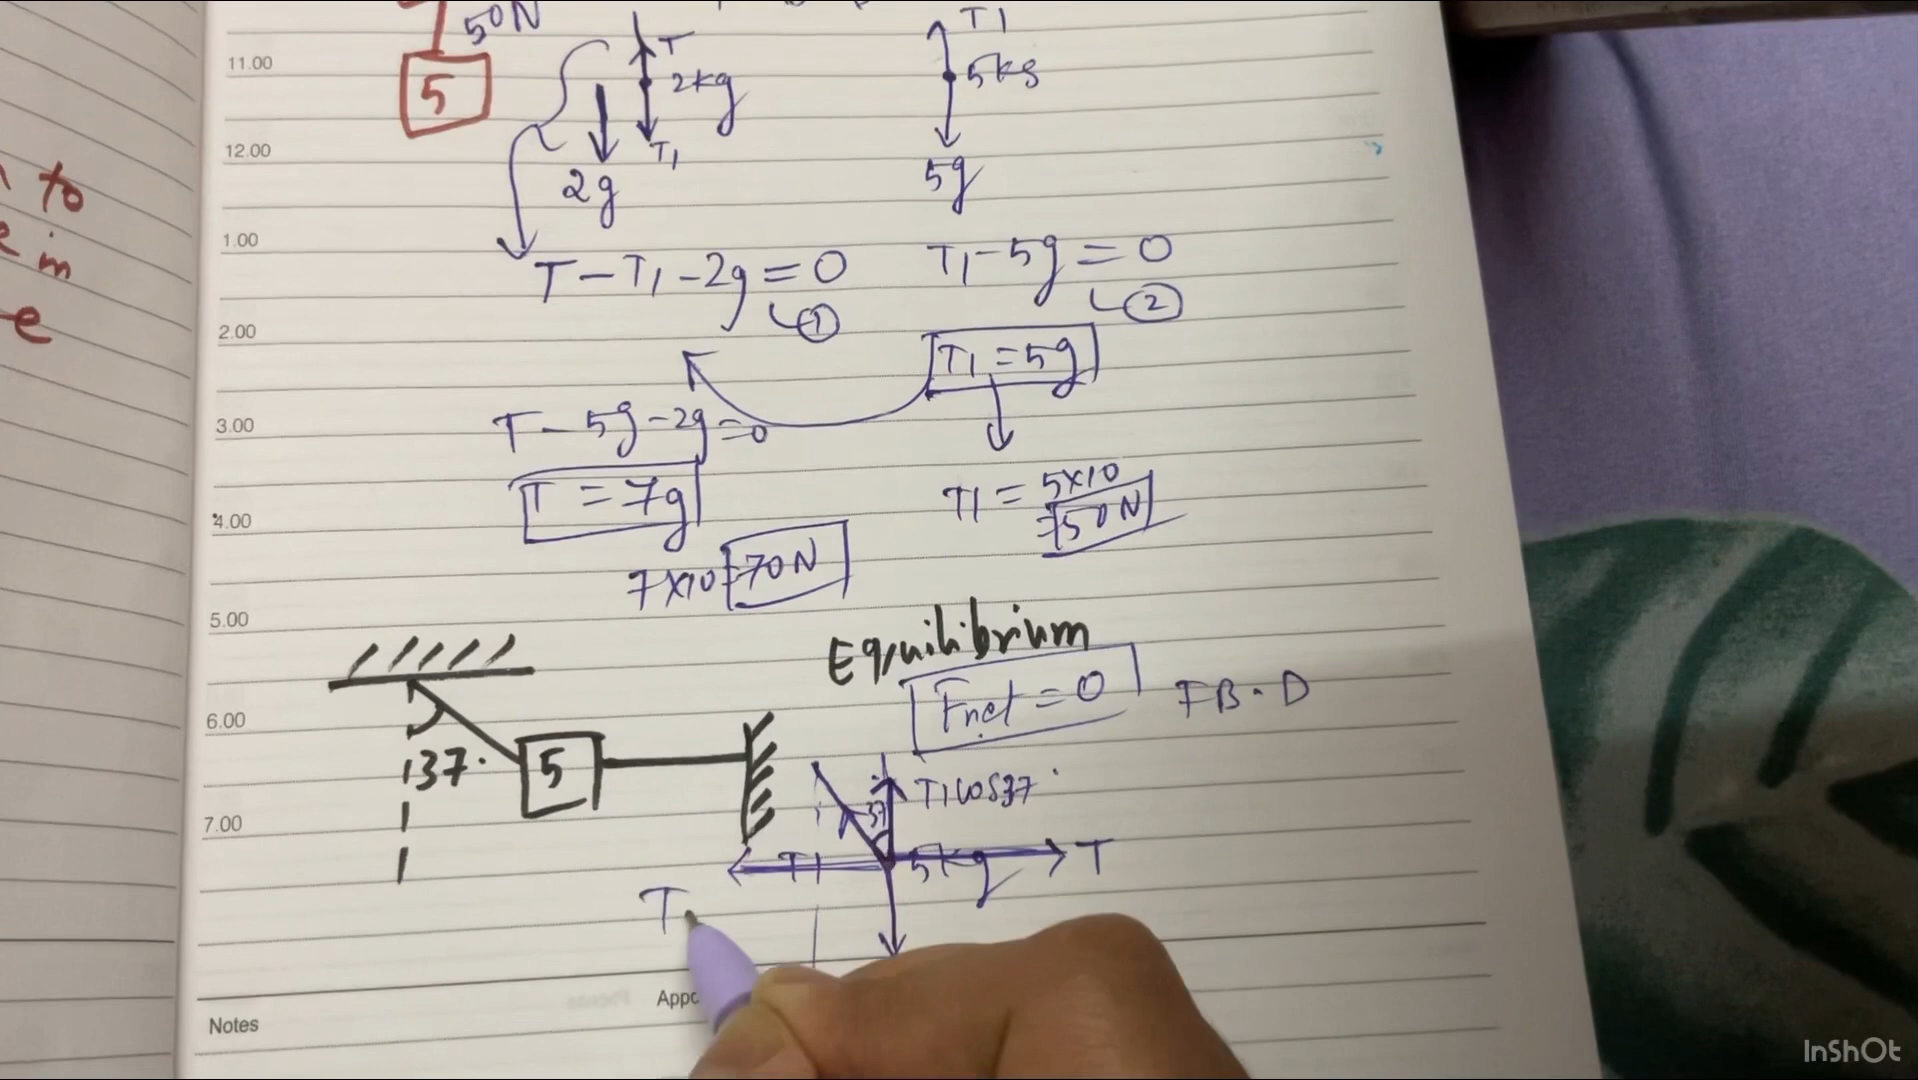 50N
5
11.00
T
2kg
T1
2g
T1
5kg
5g
12.00
to
in
e
1.00
T - T1 - 2g = 0
①
T1 - 5g = 0
②
2.00
T1 = 5g
3.00
T - 5g - 2g = 0
T = 7g
T1 = 5×10
= 50N
4.00
7×10 = 70N
5.00
Equilibrium
Fnet = 0
F B . D
6.00
37°
5
T1 cos37°
37
7.00
T1
5kg
T
T
Appo
Notes
InShOt